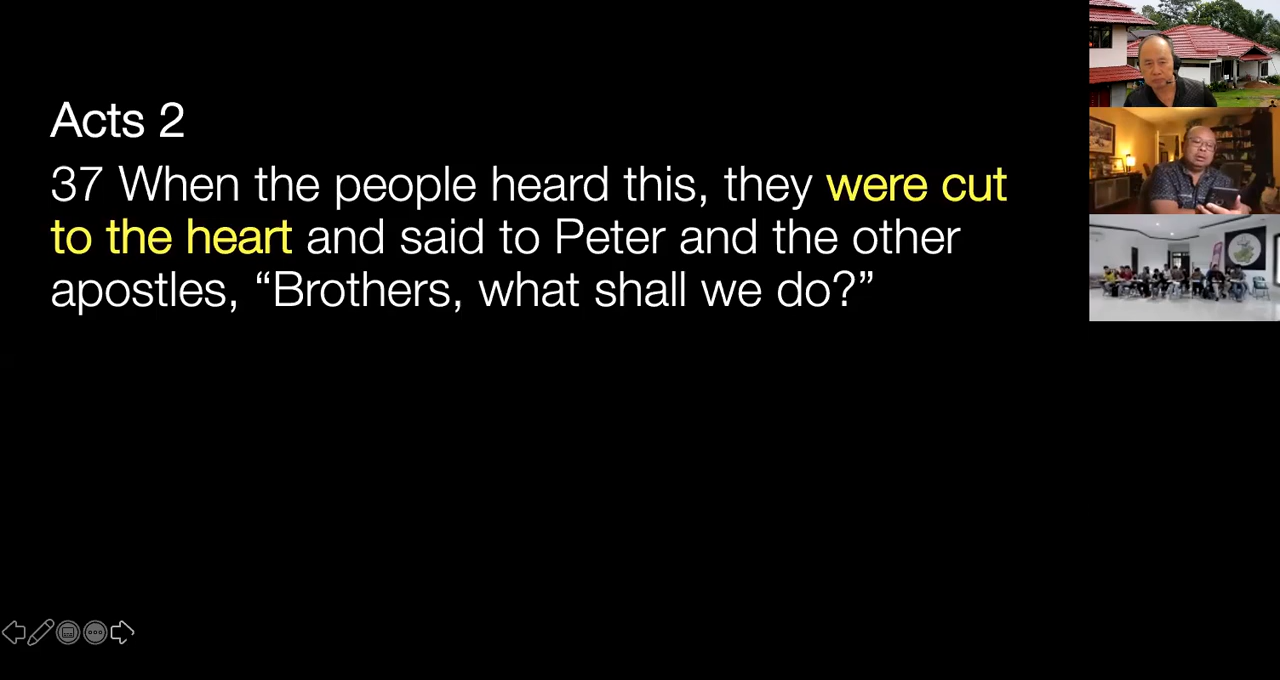 Acts 2
37 When the people heard this, they were cut
to the heart and said to Peter and the other
apostles, “Brothers, what shall we do?”